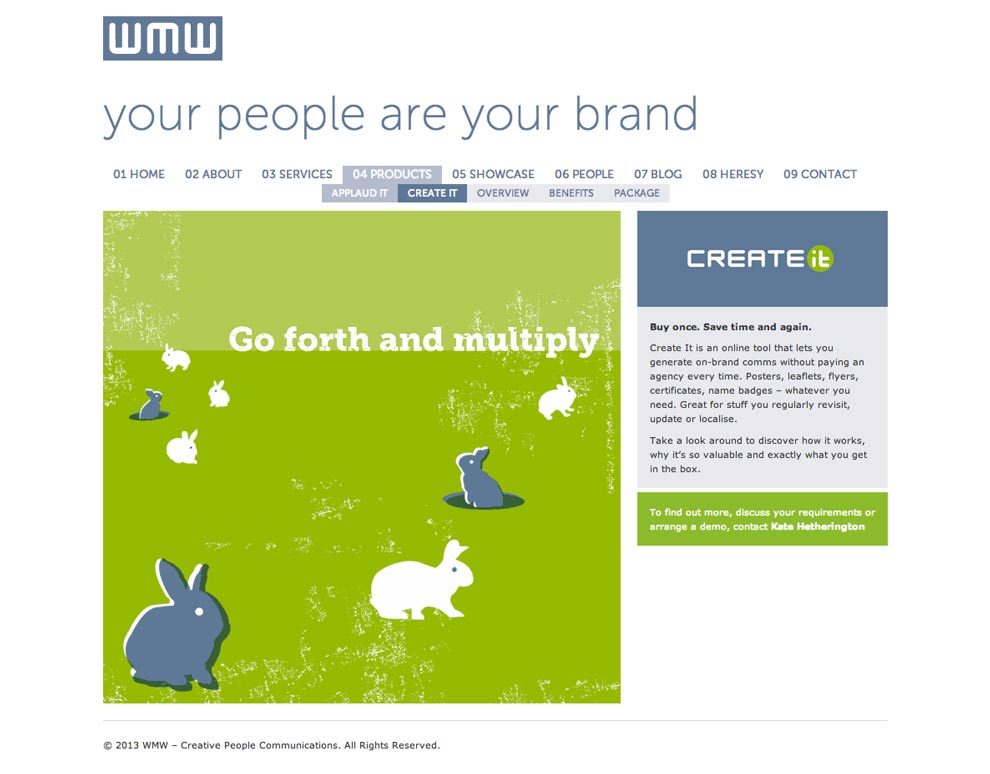 wmw
your people are your brand
01 HOME 02 ABOUT 03 SERVICES 04 PRODUCTS 05 SHOWCASE 06 PEOPLE 07 BLOG 08 HERESY 09 CONTACT
APPLAUD IT CREATE IT OVERVIEW BENEFITS PACKAGE
Go forth and multiply
CREATE it
Buy once. Save time and again.
Create It is an online tool that lets you
generate on-brand comms without paying an
agency every time. Posters, leaflets, flyers,
certificates, name badges – whatever you
need. Great for stuff you regularly revisit,
update or localise.
Take a look around to discover how it works,
why it's so valuable and exactly what you get
in the box.
To find out more, discuss your requirements or
arrange a demo, contact Kate Hetherington
© 2013 WMW – Creative People Communications. All Rights Reserved.